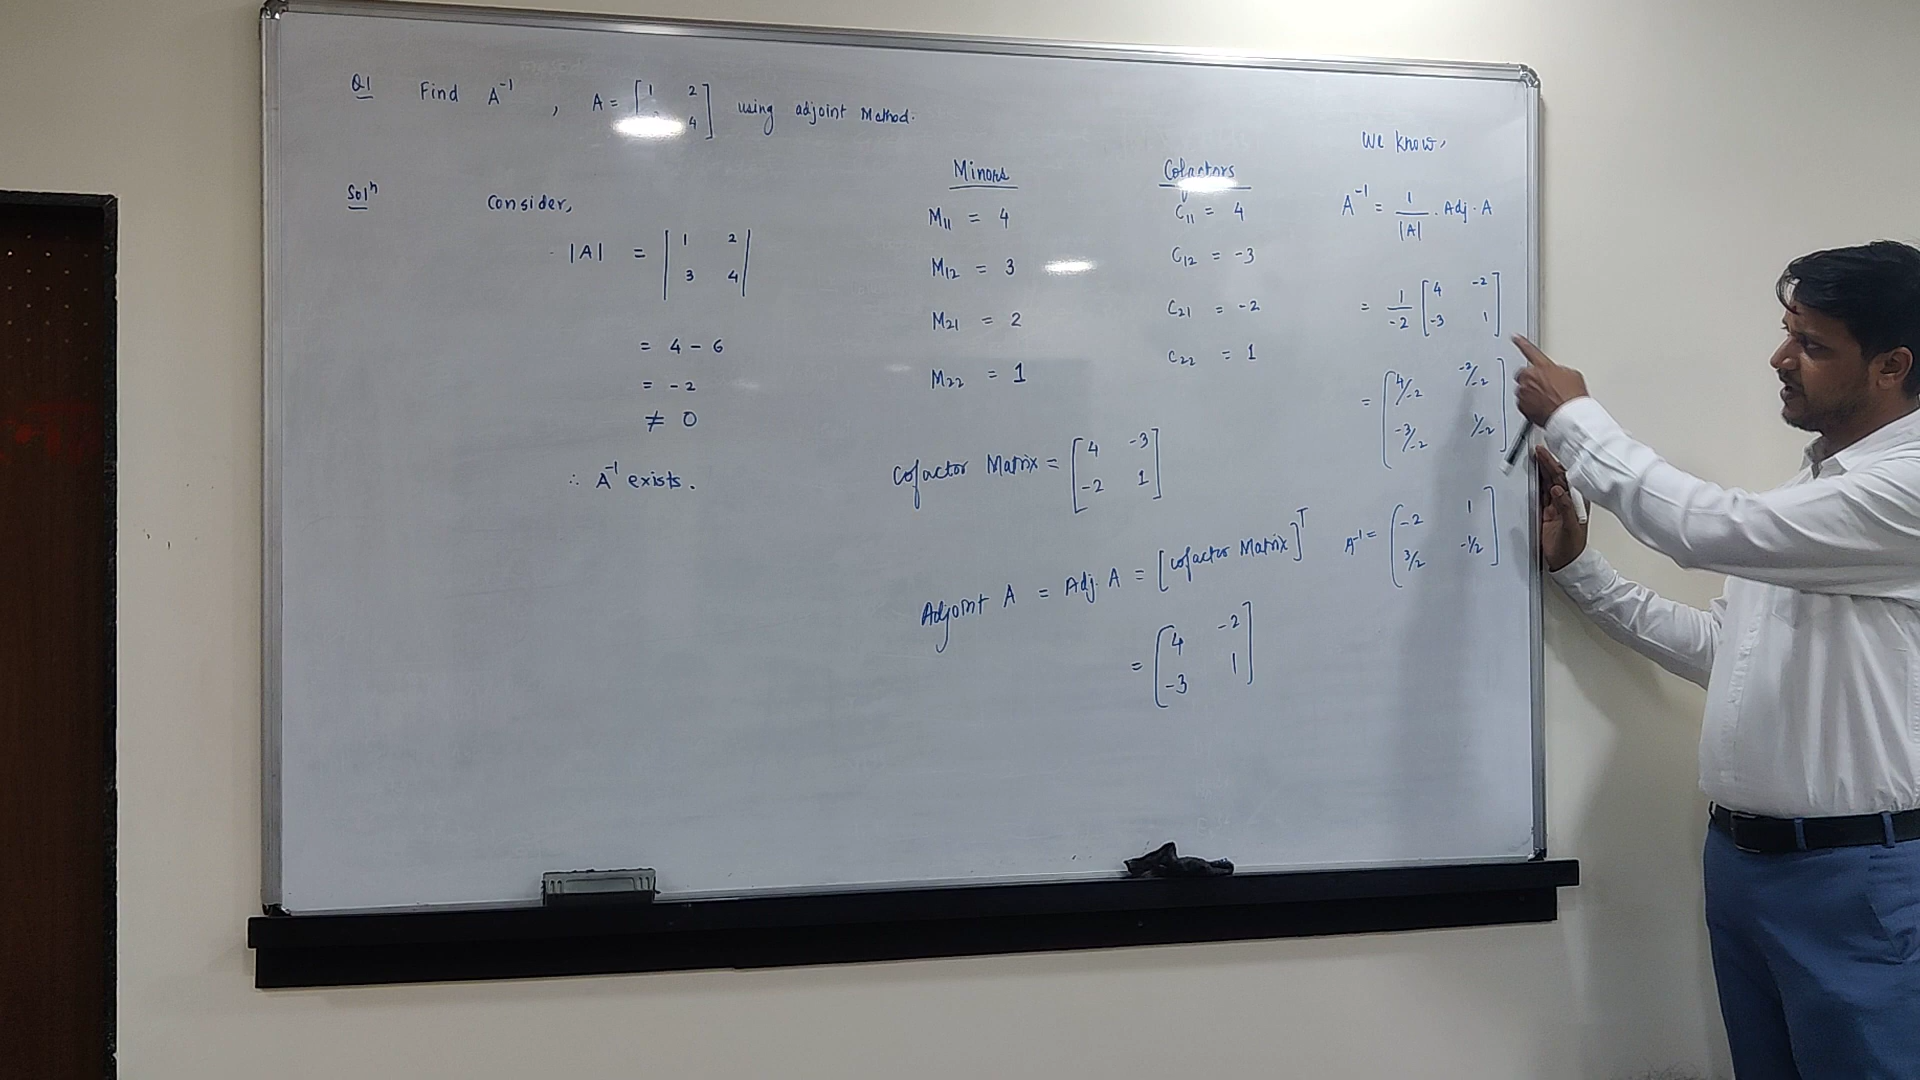 Q1 Find A⁻¹ , A = [1 2
4] using adjoint Method.
Solⁿ Consider,
|A| = |1 2
3 4|
= 4 - 6
= -2
≠ 0
∴ A⁻¹ exists.
Minors
M₁₁ = 4
M₁₂ = 3
M₂₁ = 2
M₂₂ = 1
Cofactors
C₁₁ = 4
C₁₂ = -3
C₂₁ = -2
C₂₂ = 1
Cofactor Matrix = [4 -3
-2 1]
Adjoint A = Adj. A = [cofactor Matrix]ᵀ
= [4 -2
-3 1]
We know,
A⁻¹ = 1/|A| . Adj. A
= 1/-2 [4 -2
-3 1]
= [4/-2 -2/-2
-3/-2 1/-2]
A⁻¹ = [-2 1
3/2 -1/2]